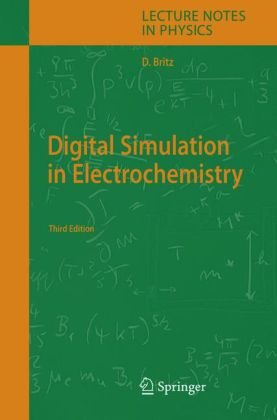 LECTURE NOTES
IN PHYSICS
D. Britz
Digital Simulation
in Electrochemistry
Third Edition
Springer